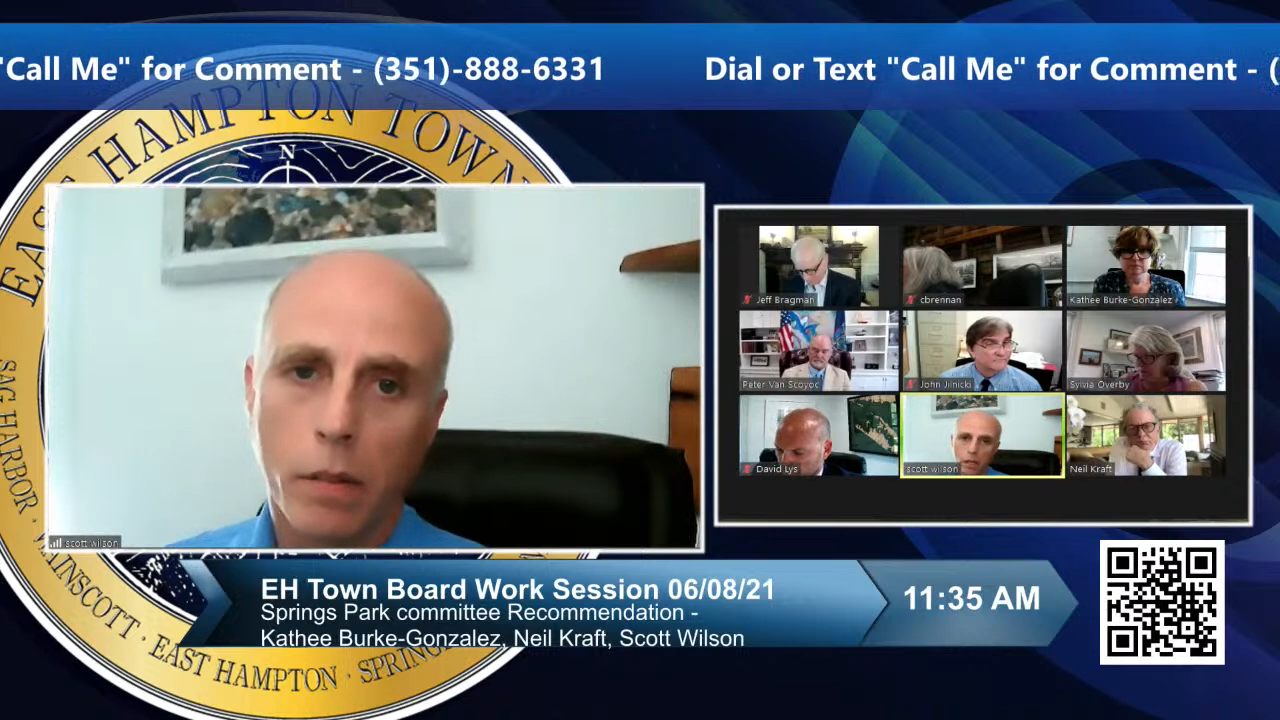 "Call Me" for Comment - (351)-888-6331
Dial or Text "Call Me" for Comment - (
EAST HAMPTON TOWN
N
SAG HARBOR · WAINSCOTT · EAST HAMPTON · SPRINGS
scott wilson
Jeff Bragman
cbrennan
Kathee Burke-Gonzalez
Peter Van Scoyoc
John Jilnicki
Sylvia Overby
David Lys
scott wilson
Neil Kraft
EH Town Board Work Session 06/08/21
Springs Park committee Recommendation -
Kathee Burke-Gonzalez, Neil Kraft, Scott Wilson
11:35 AM